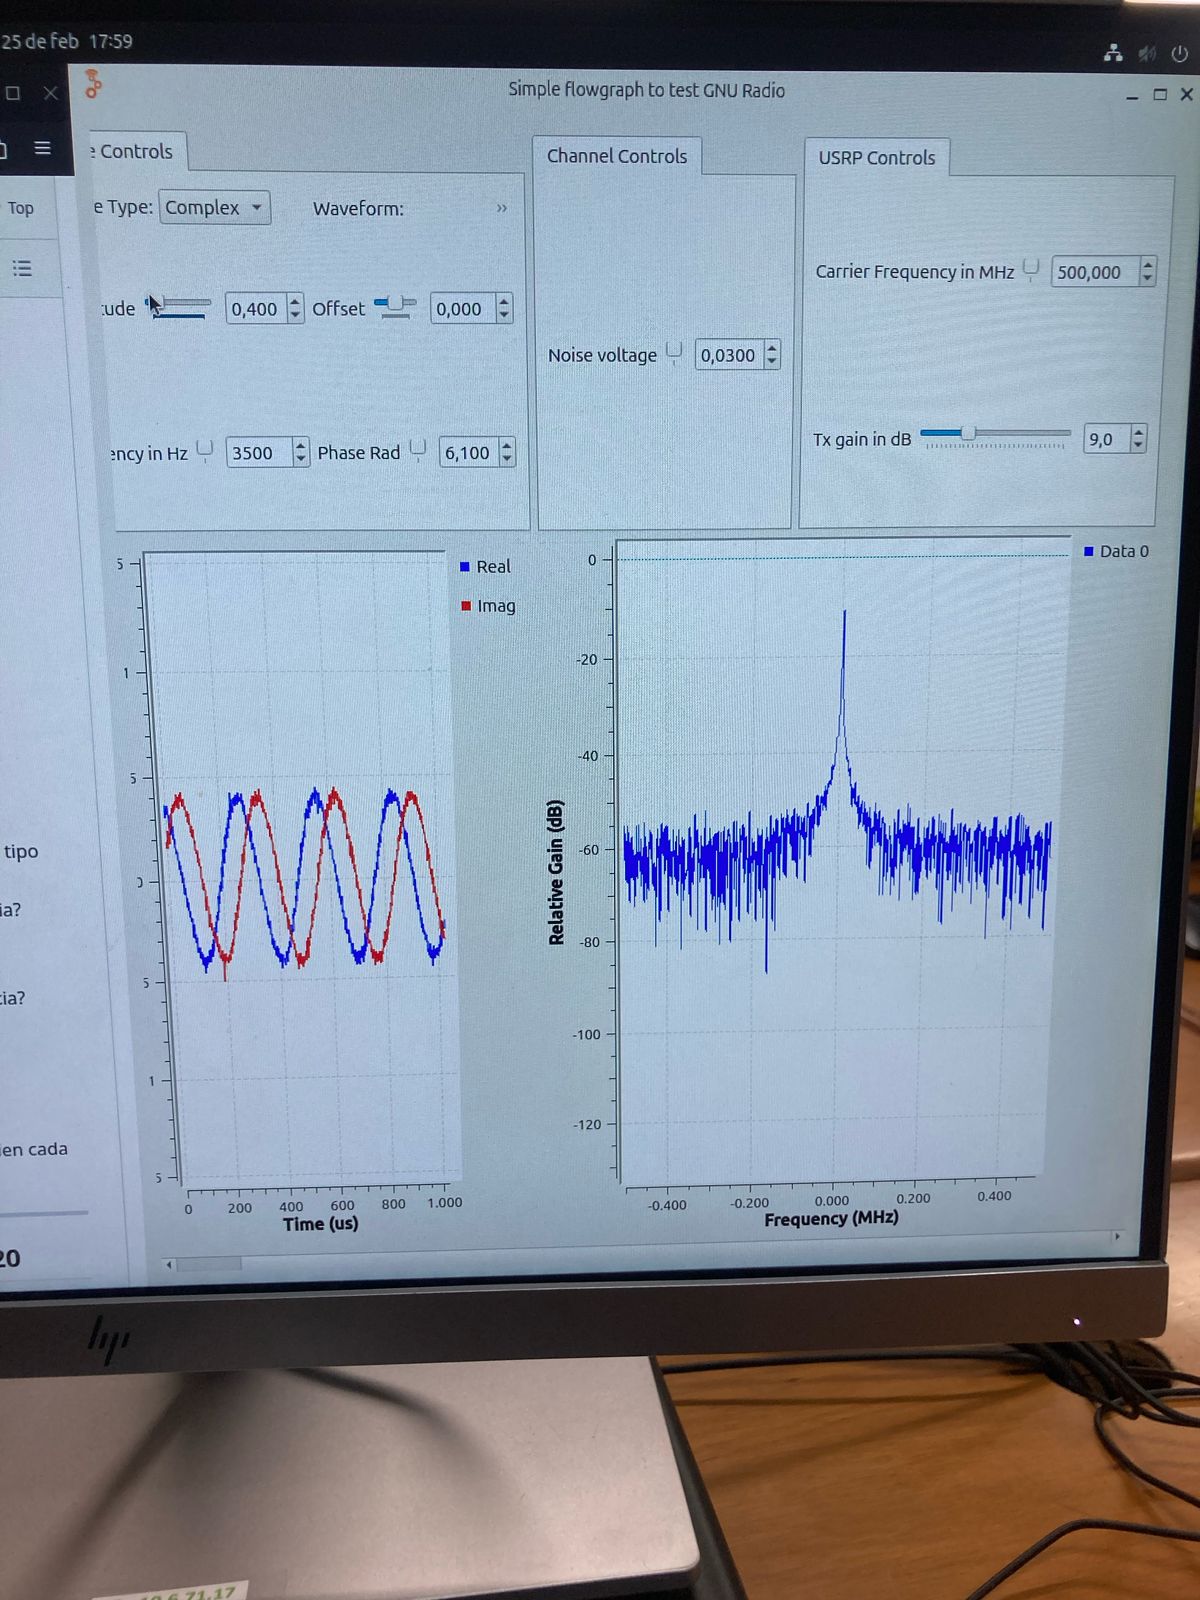 25 de feb 17:59
Simple flowgraph to test GNU Radio
e Controls
Channel Controls
USRP Controls
Top
e Type: Complex
Waveform:
Carrier Frequency in MHz 500,000
tude 0,400 Offset 0,000
Noise voltage 0,0300
Tx gain in dB 9,0
ency in Hz 3500 Phase Rad 6,100
5
1
5
0
5
1
5
Real
Imag
0
200
400
600
800
1.000
Time (us)
Data 0
0
-20
-40
-60
-80
-100
-120
Relative Gain (dB)
-0.400
-0.200
0.000
0.200
0.400
Frequency (MHz)
tipo
ia?
cia?
en cada
20
hp